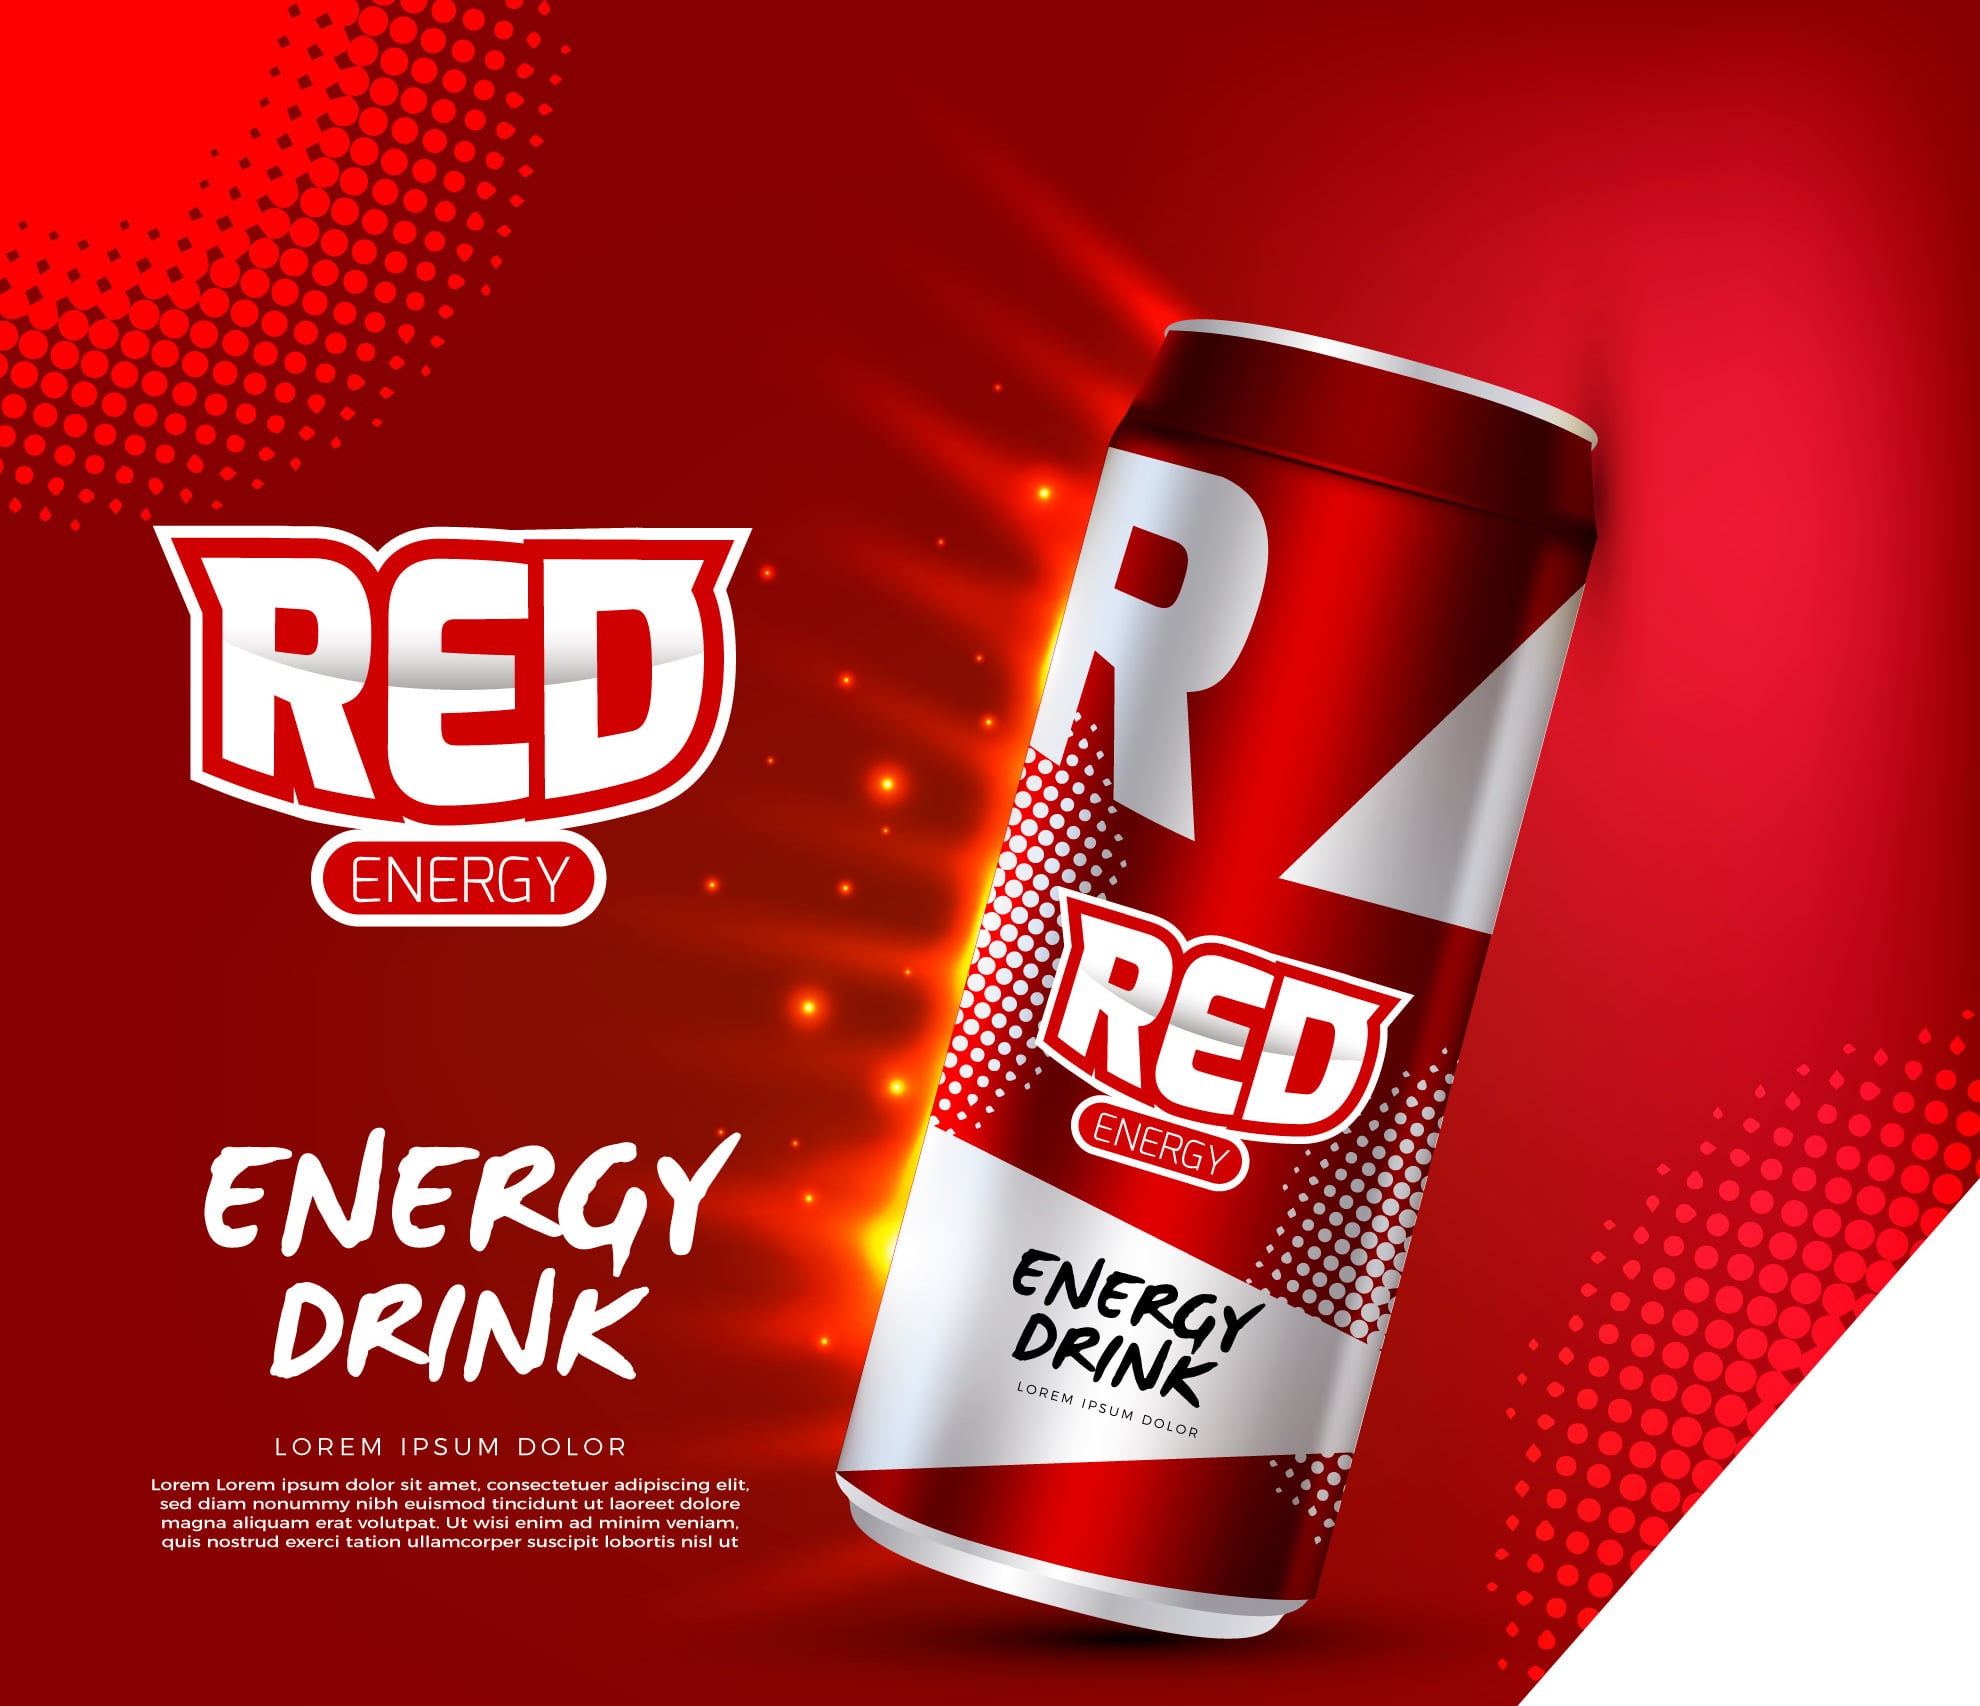 RED
ENERGY
ENERGY
DRINK
LOREM IPSUM DOLOR
Lorem Lorem ipsum dolor sit amet, consectetuer adipiscing elit,
sed diam nonummy nibh euismod tincidunt ut laoreet dolore
magna aliquam erat volutpat. Ut wisi enim ad minim veniam,
quis nostrud exerci tation ullamcorper suscipit lobortis nisl ut
R
RED
ENERGY
ENERGY
DRINK
LOREM IPSUM DOLOR